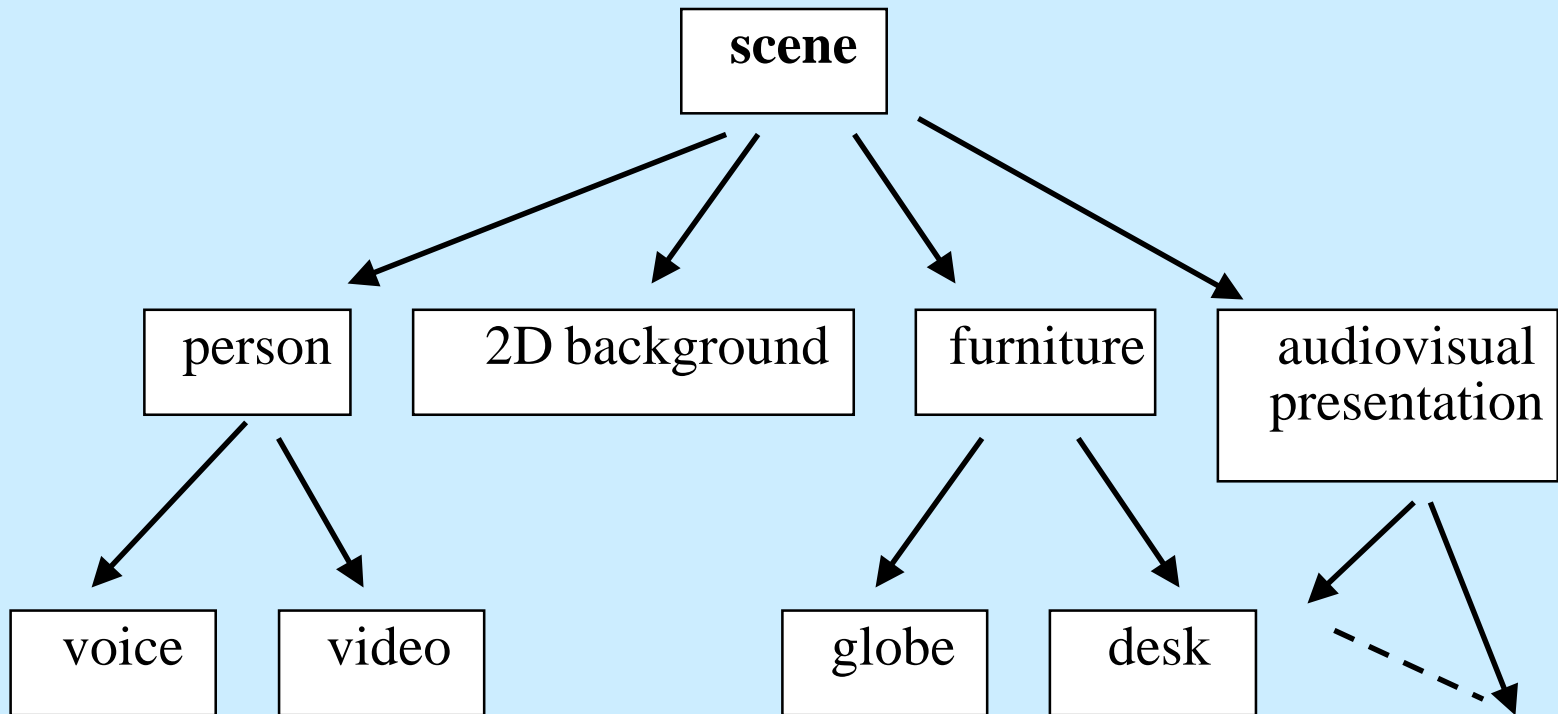 scene
person
2D background
furniture
audiovisual
presentation
voice
video
globe
desk